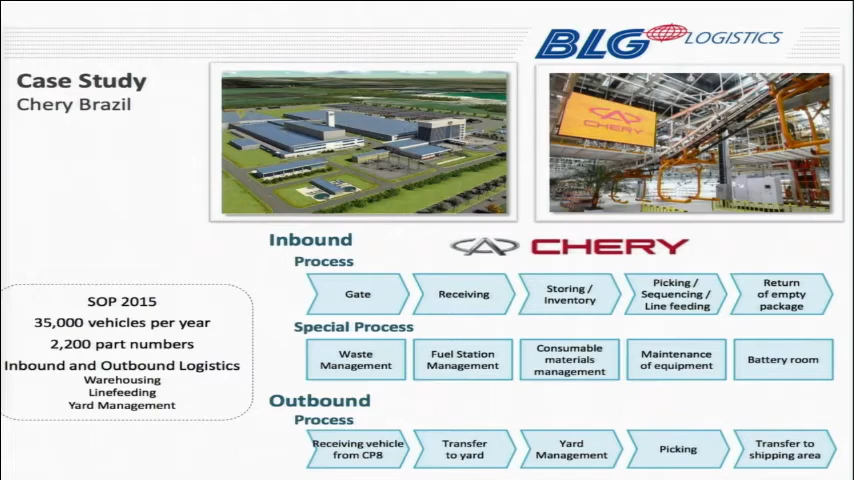 BLG LOGISTICS
Case Study
Chery Brazil
CHERY
Inbound
CHERY
Process
Gate
Receiving
Storing /
Inventory
Picking /
Sequencing /
Line feeding
Return
of empty
package
Special Process
Waste
Management
Fuel Station
Management
Consumable
materials
management
Maintenance
of equipment
Battery room
SOP 2015
35,000 vehicles per year
2,200 part numbers
Inbound and Outbound Logistics
Warehousing
Linefeeding
Yard Management
Outbound
Process
Receiving vehicle
from CP8
Transfer
to yard
Yard
Management
Picking
Transfer to
shipping area